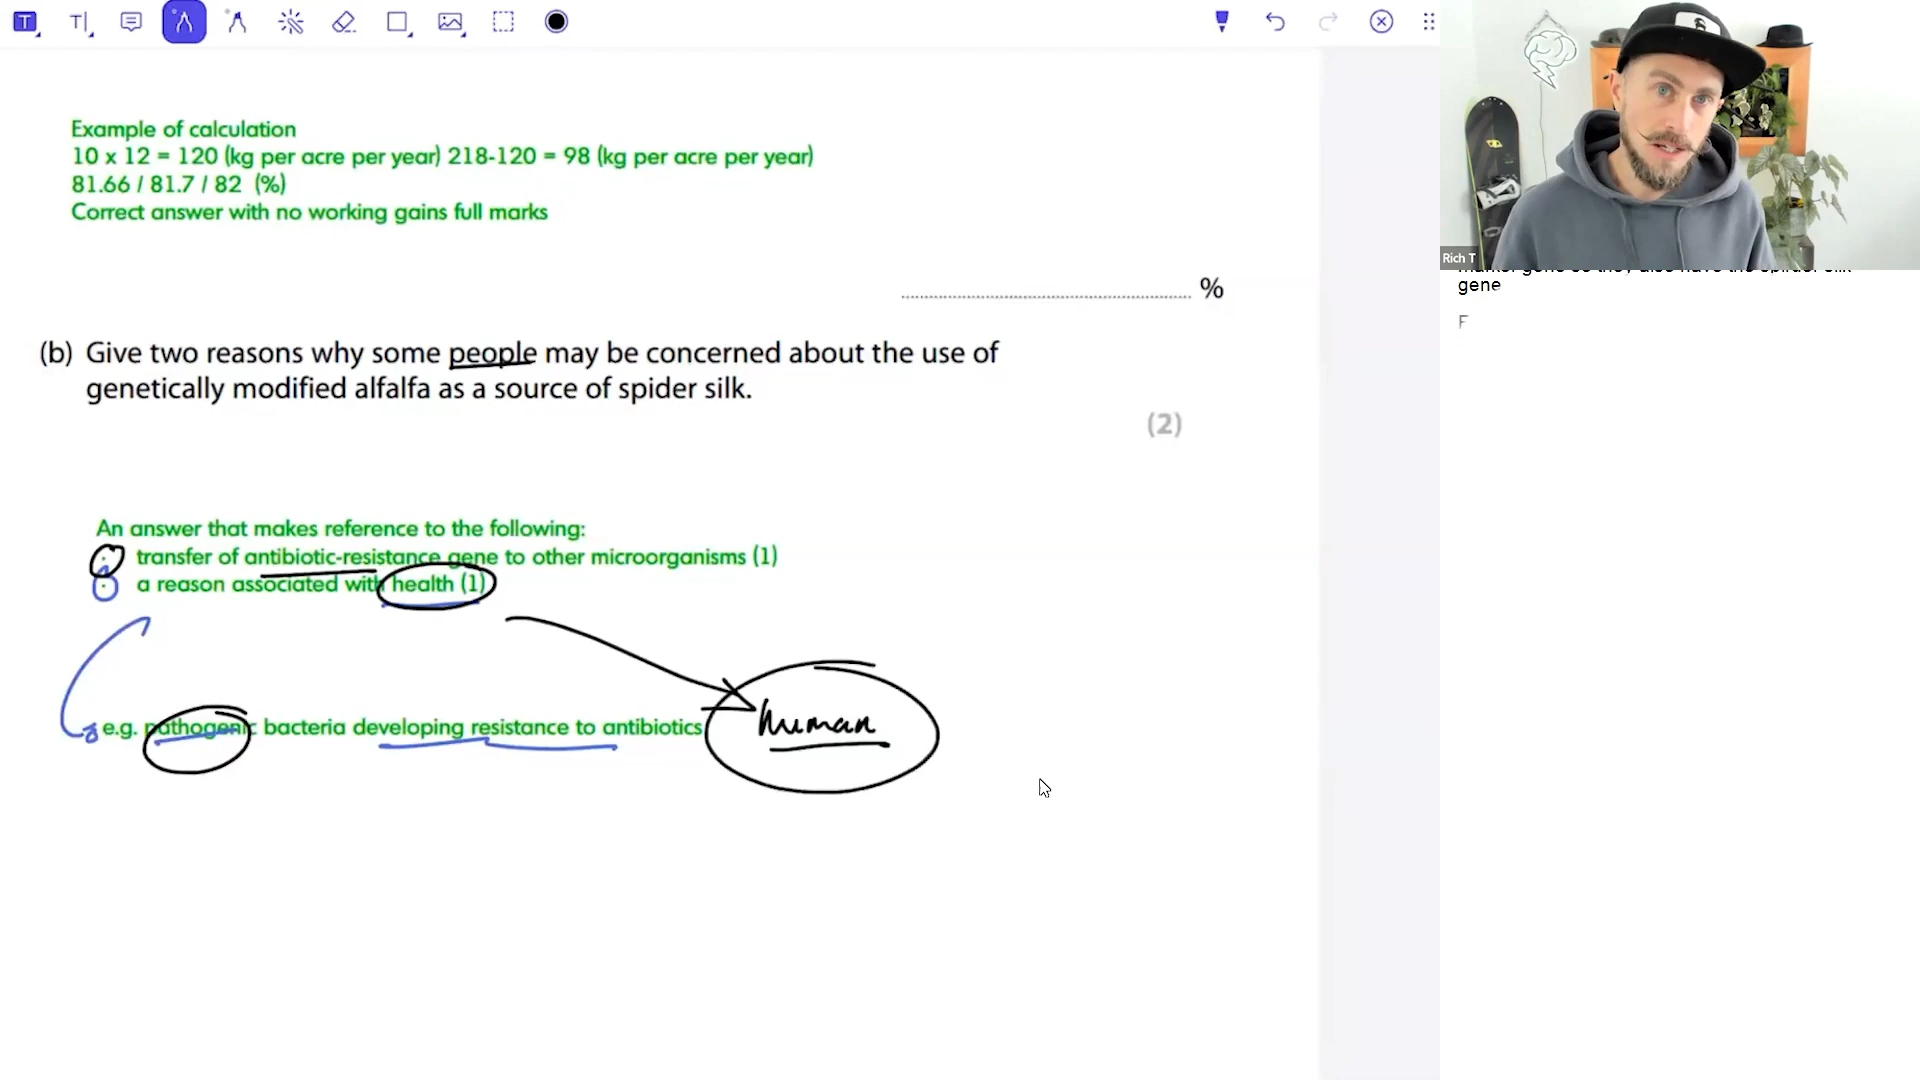 Example of calculation
10 x 12 = 120 (kg per acre per year) 218-120 = 98 (kg per acre per year)
81.66 / 81.7 / 82 (%)
Correct answer with no working gains full marks
%
(b) Give two reasons why some people may be concerned about the use of
genetically modified alfalfa as a source of spider silk.
(2)
An answer that makes reference to the following:
transfer of antibiotic-resistance gene to other microorganisms (1)
a reason associated with health (1)
e.g. pathogenic bacteria developing resistance to antibiotics
human
Rich T
gene
F